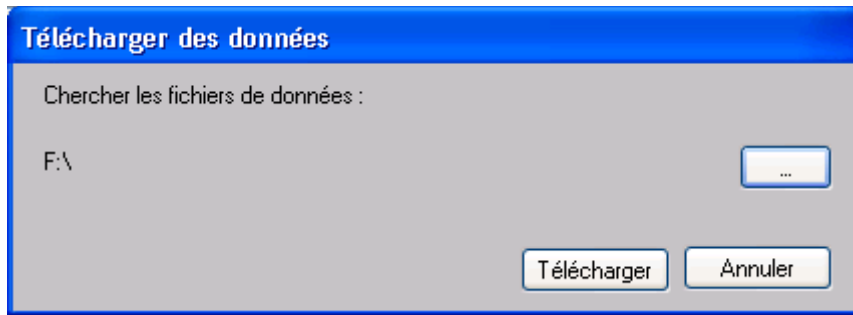 Télécharger des données
Chercher les fichiers de données :
F:\
...
Télécharger
Annuler